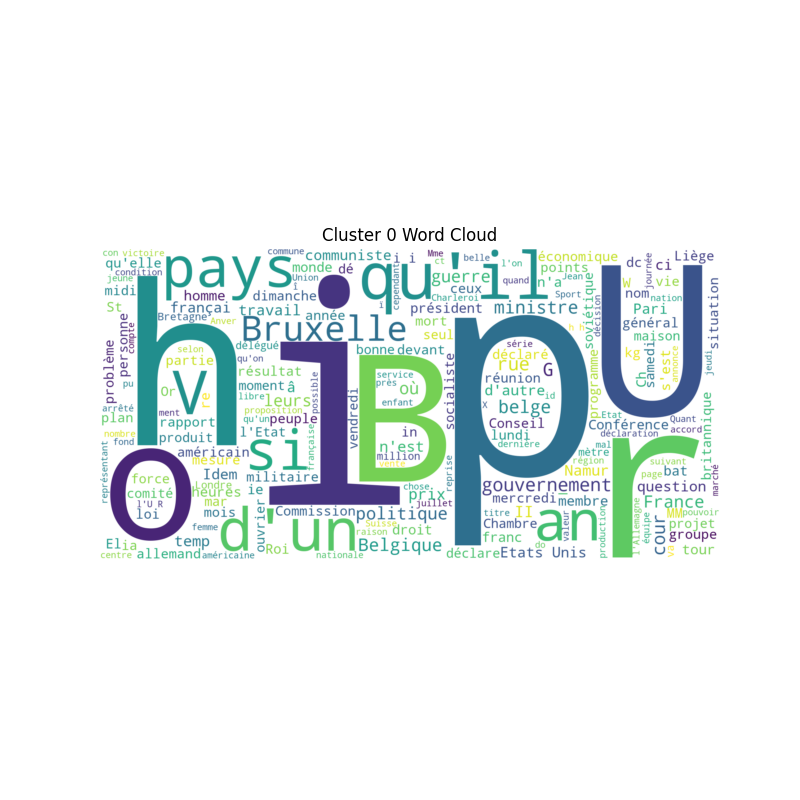 Cluster 0 Word Cloud
con victoire
commune
Mme
ct
belle
l'on
économique
Liège
qu'elle
pays
communiste
i i
qu'il
quand
points
dc
ci
journée
condition
jeune
monde
dé
Union
guerre
cependant
n'a
Jean
W
vie
midi
homme
dimanche
ceux
Charleroi
Sport
nom
nation
St
h
Bretagne
françai
travail
année
i
président
ministre
p
soviétique
décision
U
Pari
général
situation
problème
personne
compte
délégué
Bruxelle
mort
seul
série
h h
maison
selon
qu'on
bonne
devant
déclaré
rue
G
kg
s'est
annonce
jeudi
partie
v
résultat
possible
service
réunion
programme
Ch
samedi
pu
Or
re
moment
â
près
où
socialiste
d'autre
id
X
arrêté
ment
libre
leurs
enfant
B
belge
Etat
Quant
britannique
plan
rapport
proposition
vendredi
Conseil
lundi
Conférence
accord
nombre
produit
l'Etat
qu'un
peuple
in
dernière
déclaration
fond
si
française
n'est
million
mal
mètre
r
suivant
représentant
o
américain
mesure
vente
reprise
Namur
région
page
bat
marché
force
Idem
militaire
chose
gouvernement
question
comité
Londre
ie
prix
juillet
mercredi
membre
l'U R
heures
Commission
politique
titre
II
France
loi
mar
mois
d'un
Suisse
Chambre
an
valeur
production
l'Allemagne
équipe
MM
pouvoir
projet
temp
femme
ouvrier
raison
droit
franc
do
cour
va
groupe
El
ia
allemand
Roi
Belgique
déclare
Etats Unis
tour
centre
américaine
nationale